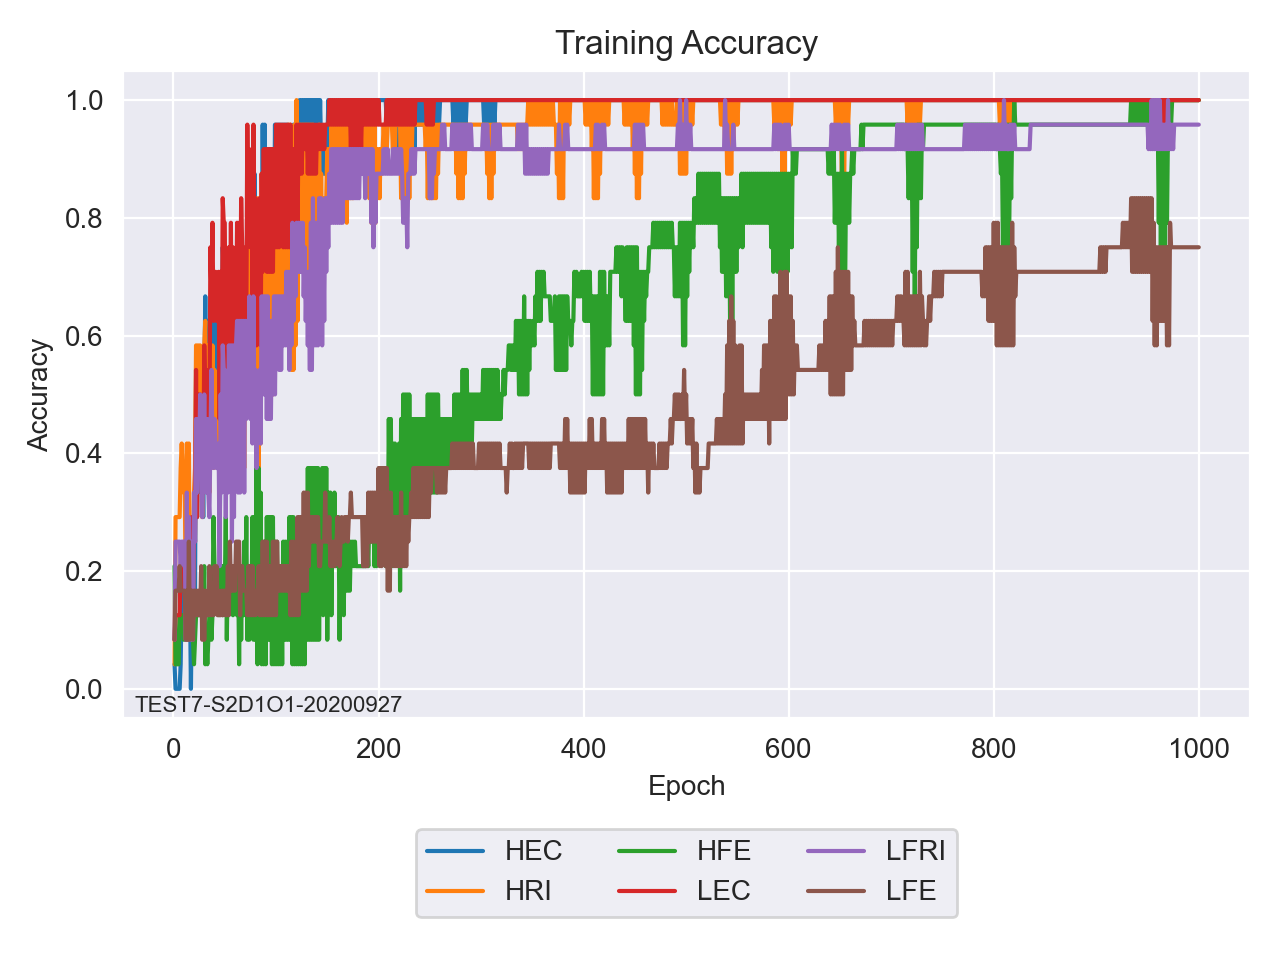 Training Accuracy
1.0
0.8
0.6
0.4
0.2
0.0
Accuracy
TEST7-S2D1O1-20200927
0 200 400 600 800 1000
Epoch
HEC HFE LFRI
HRI LEC LFE